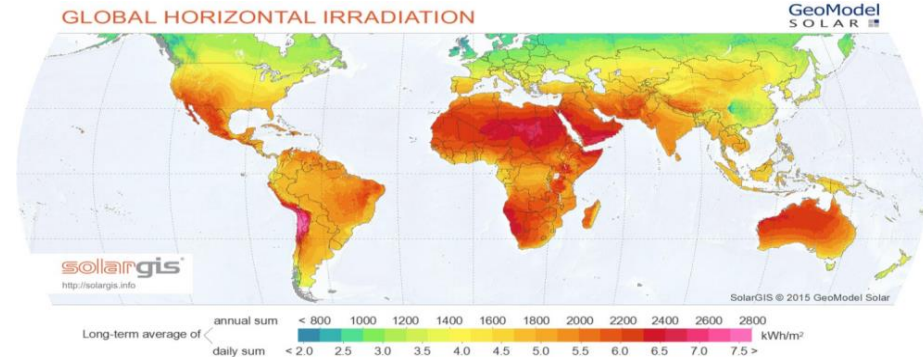 GLOBAL HORIZONTAL IRRADIATION
GeoModel
SOLAR
solargis
http://solargis.info
SolarGIS © 2015 GeoModel Solar
Long-term average of
annual sum < 800 1000 1200 1400 1600 1800 2000 2200 2400 2600 2800
kWh/m²
daily sum < 2.0 2.5 3.0 3.5 4.0 4.5 5.0 5.5 6.0 6.5 7.0 7.5 >